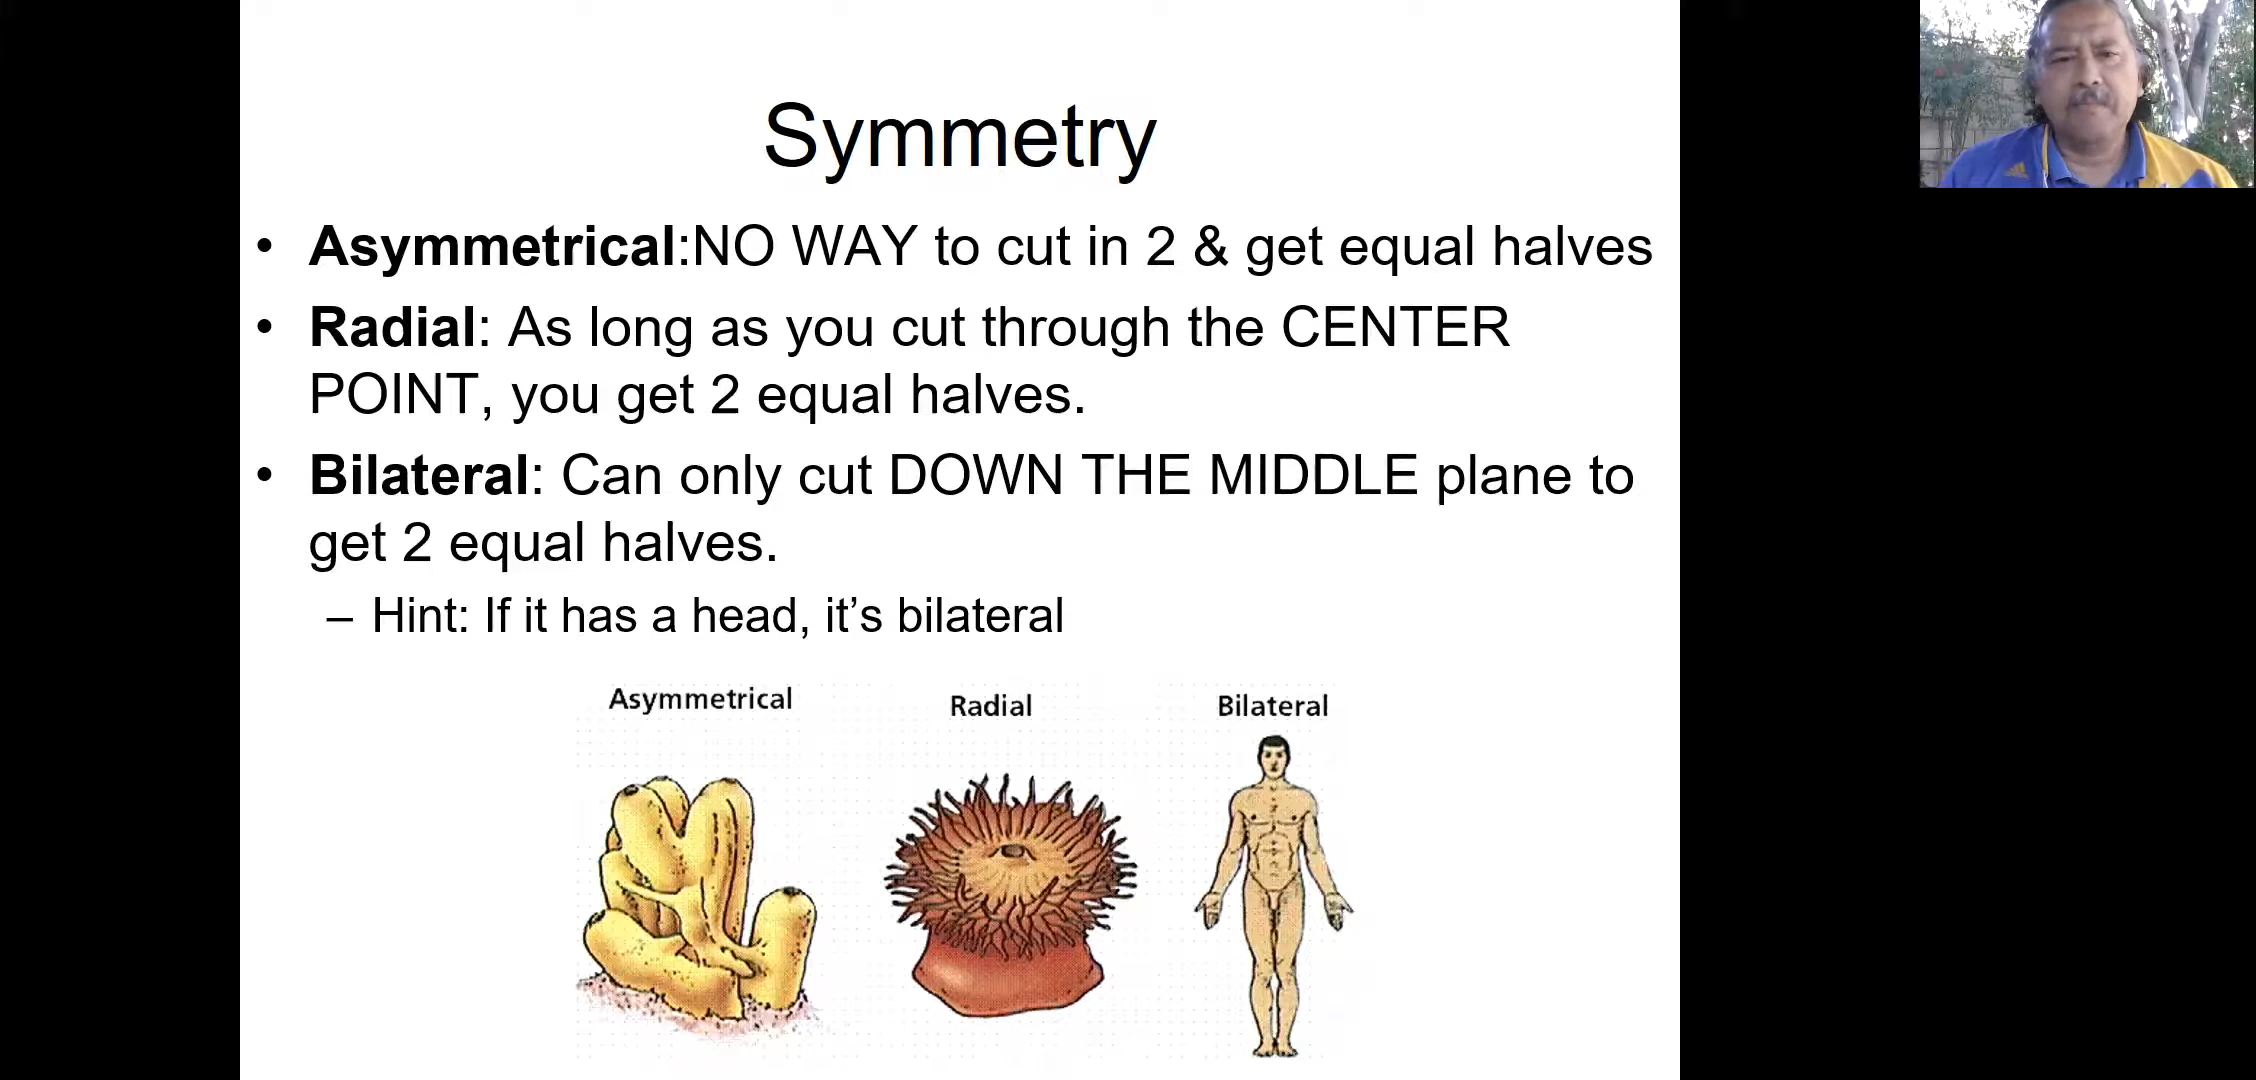 Symmetry
• Asymmetrical:NO WAY to cut in 2 & get equal halves
• Radial: As long as you cut through the CENTER
POINT, you get 2 equal halves.
• Bilateral: Can only cut DOWN THE MIDDLE plane to
get 2 equal halves.
– Hint: If it has a head, it’s bilateral
Asymmetrical
Radial
Bilateral